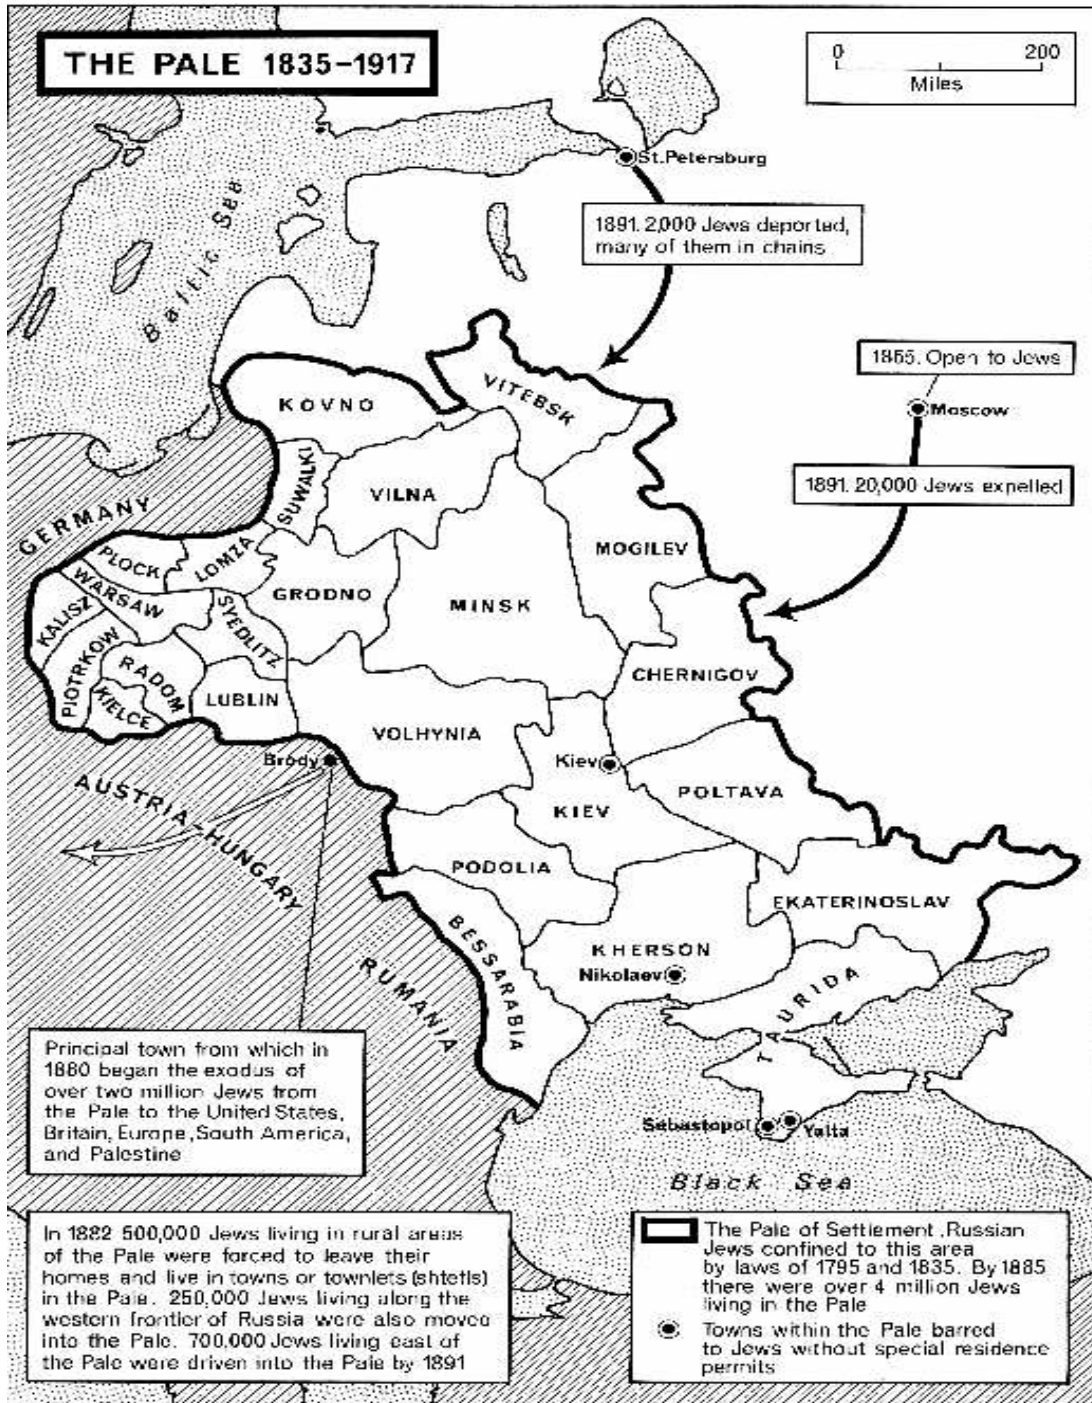 THE PALE 1835–1917
0 200
Miles
St.Petersburg
1891. 2,000 Jews deported,
many of them in chains
Baltic Sea
1865. Open to Jews
Moscow
1891. 20,000 Jews expelled
VITEBSK
KOVNO
SUWALKI
VILNA
GERMANY
MOGILEV
PŁOCK
LOMZA
GRODNO
MINSK
WARSAW
KALISZ
SYEDLITZ
PIOTRKOW
RADOM
KIELCE
LUBLIN
CHERNIGOV
VOLHYNIA
Brody
Kiev
KIEV
POLTAVA
AUSTRIA-HUNGARY
PODOLIA
EKATERINOSLAV
BESSARABIA
KHERSON
Nikolaev
RUMANIA
TAURIDA
Sebastopol
Yalta
Black Sea
Principal town from which in
1880 began the exodus of
over two million Jews from
the Pale to the United States,
Britain, Europe, South America,
and Palestine
In 1882 500,000 Jews living in rural areas
of the Pale were forced to leave their
homes and live in towns or townlets (shtetls)
in the Pale. 250,000 Jews living along the
western frontier of Russia were also moved
into the Pale. 700,000 Jews living east of
the Pale were driven into the Pale by 1891
The Pale of Settlement. Russian
Jews confined to this area
by laws of 1795 and 1835. By 1885
there were over 4 million Jews
living in the Pale
Towns within the Pale barred
to Jews without special residence
permits